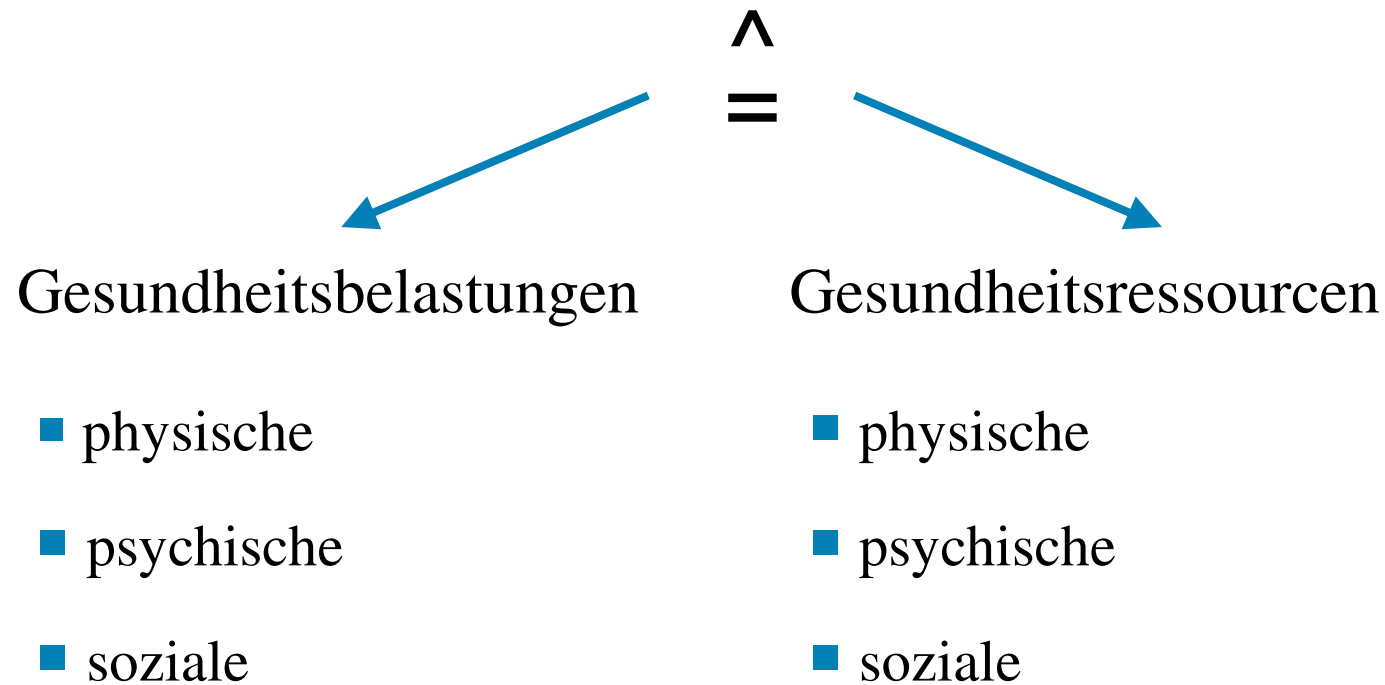 ^
=
Gesundheitsbelastungen Gesundheitsressourcen
physische physische
psychische psychische
soziale soziale